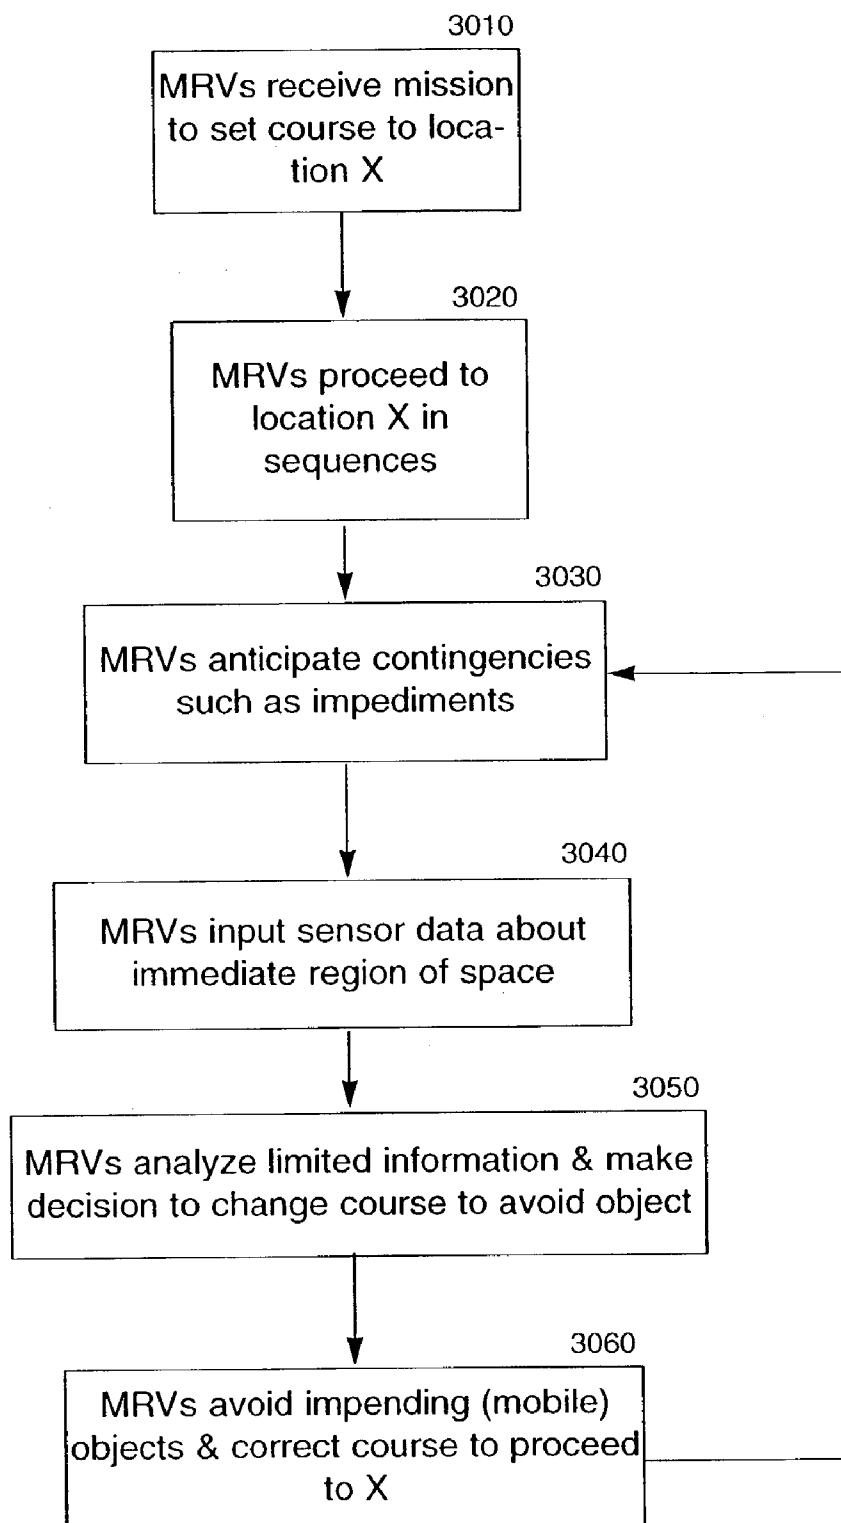 3010
MRVs receive mission
to set course to loca-
tion X
3020
MRVs proceed to
location X in
sequences
3030
MRVs anticipate contingencies
such as impediments
3040
MRVs input sensor data about
immediate region of space
3050
MRVs analyze limited information & make
decision to change course to avoid object
3060
MRVs avoid impending (mobile)
objects & correct course to proceed
to X